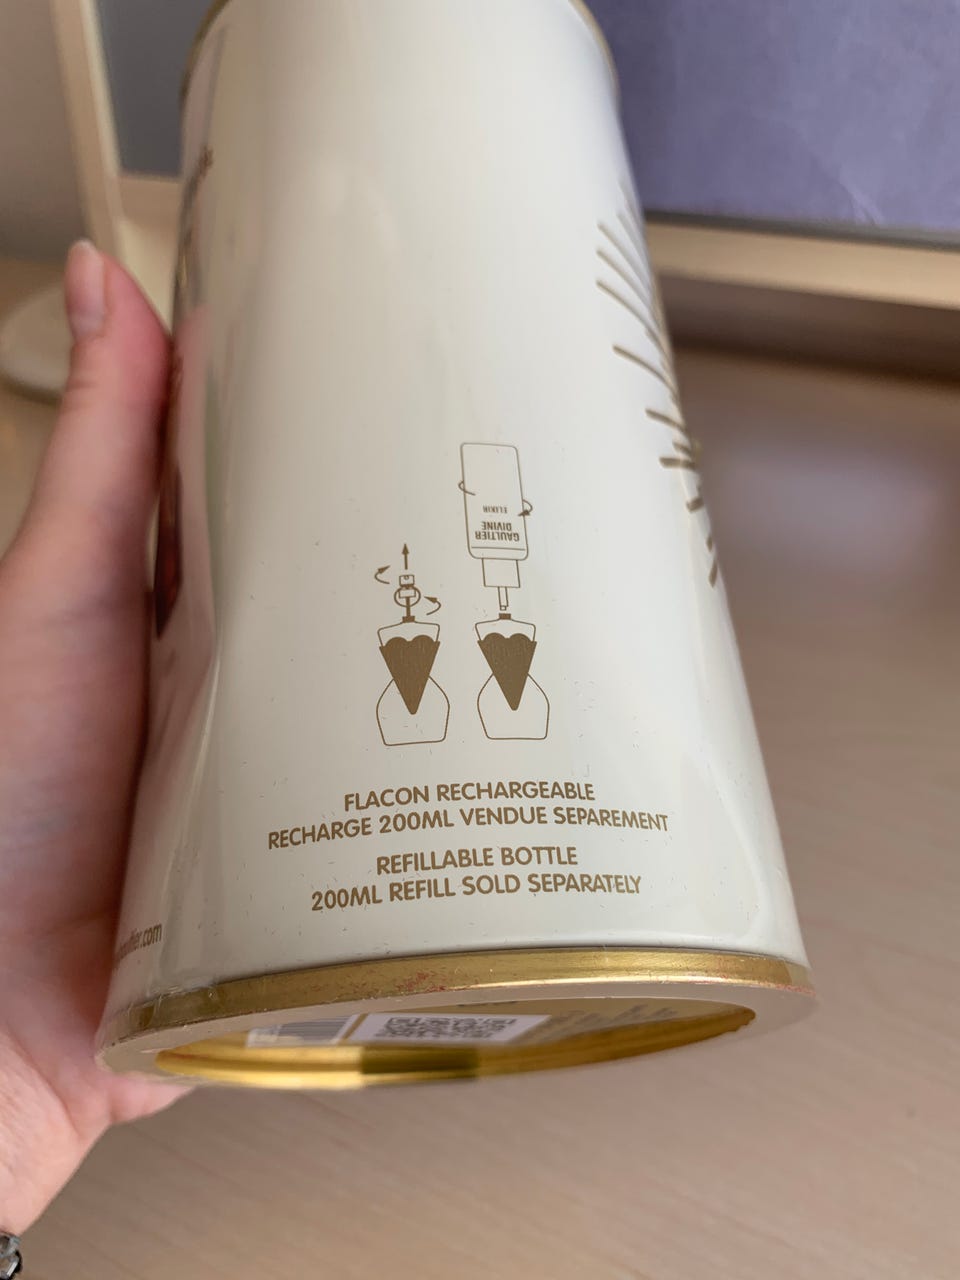 GAULTIER
DIVINE
ELIXIR
FLACON RECHARGEABLE
RECHARGE 200ML VENDUE SEPAREMENT
REFILLABLE BOTTLE
200ML REFILL SOLD SEPARATELY